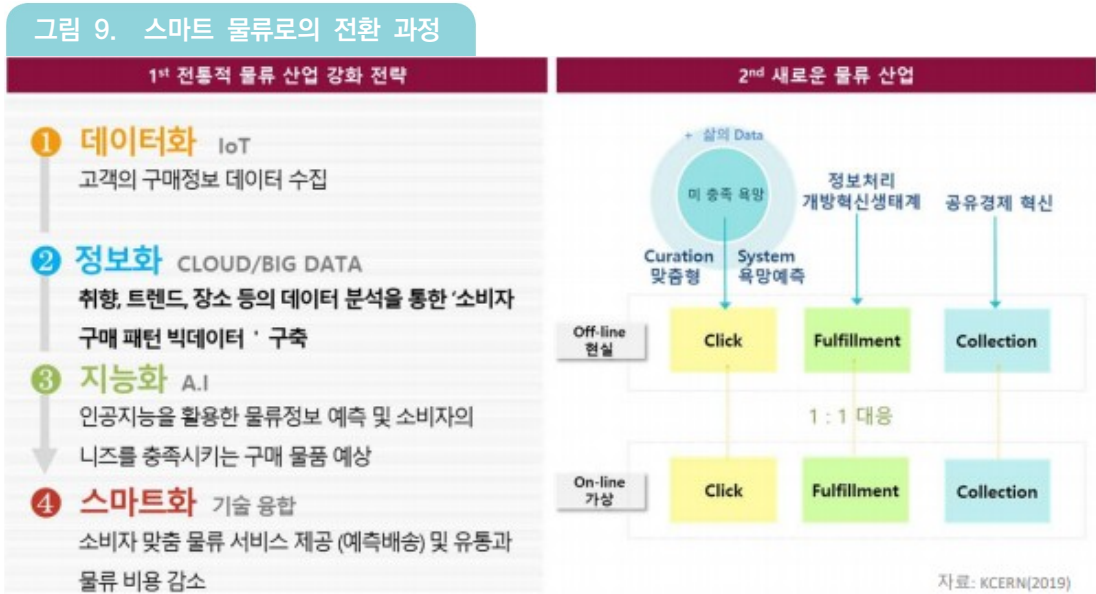 그림 9. 스마트 물류로의 전환 과정
1st 전통적 물류 산업 강화 전략
❶ 데이터화 IoT
고객의 구매정보 데이터 수집
❷ 정보화 CLOUD/BIG DATA
취향, 트렌드, 장소 등의 데이터 분석을 통한 '소비자
구매 패턴 빅데이터 ' 구축
❸ 지능화 A.I
인공지능을 활용한 물류정보 예측 및 소비자의
니즈를 충족시키는 구매 물품 예상
❹ 스마트화 기술 융합
소비자 맞춤 물류 서비스 제공 (예측배송) 및 유통과
물류 비용 감소
2nd 새로운 물류 산업
+ 삶의 Data
미 충족 욕망
정보처리
개방혁신생태계
공유경제 혁신
Curation System
맞춤형 욕망예측
Off-line
현실
Click Fulfillment Collection
1 : 1 대응
On-line
가상
Click Fulfillment Collection
자료: KCERN(2019)